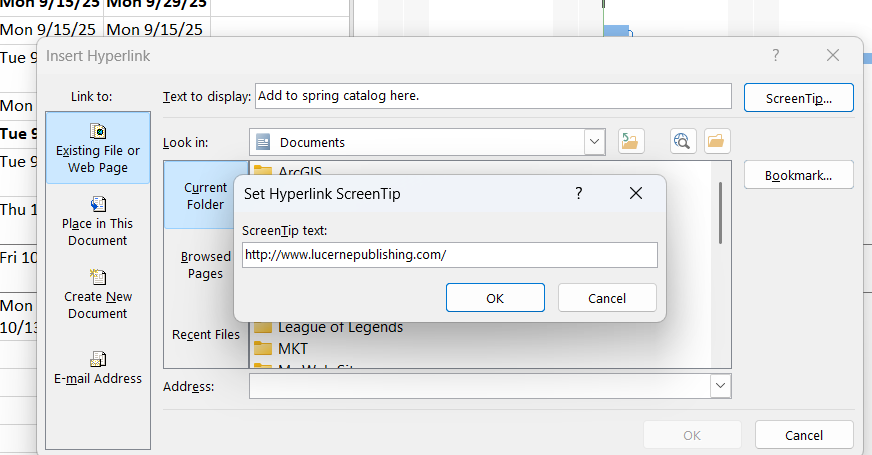 Mon 9/15/25 Mon 9/29/25
Mon 9/15/25 Mon 9/15/25
Tue 9
Mon
Tue 9
Tue 9
Thu 1
Fri 10
Mon
10/13
Insert Hyperlink
?
Link to:
Existing File or
Web Page
Place in This
Document
Create New
Document
E-mail Address
Text to display: Add to spring catalog here.
ScreenTip...
Look in: Documents
Bookmark...
Current
Folder
Browsed
Pages
Recent Files
ArcGIS
Set Hyperlink ScreenTip
?
ScreenTip text:
http://www.lucernepublishing.com/
OK Cancel
League of Legends
MKT
Address:
OK Cancel